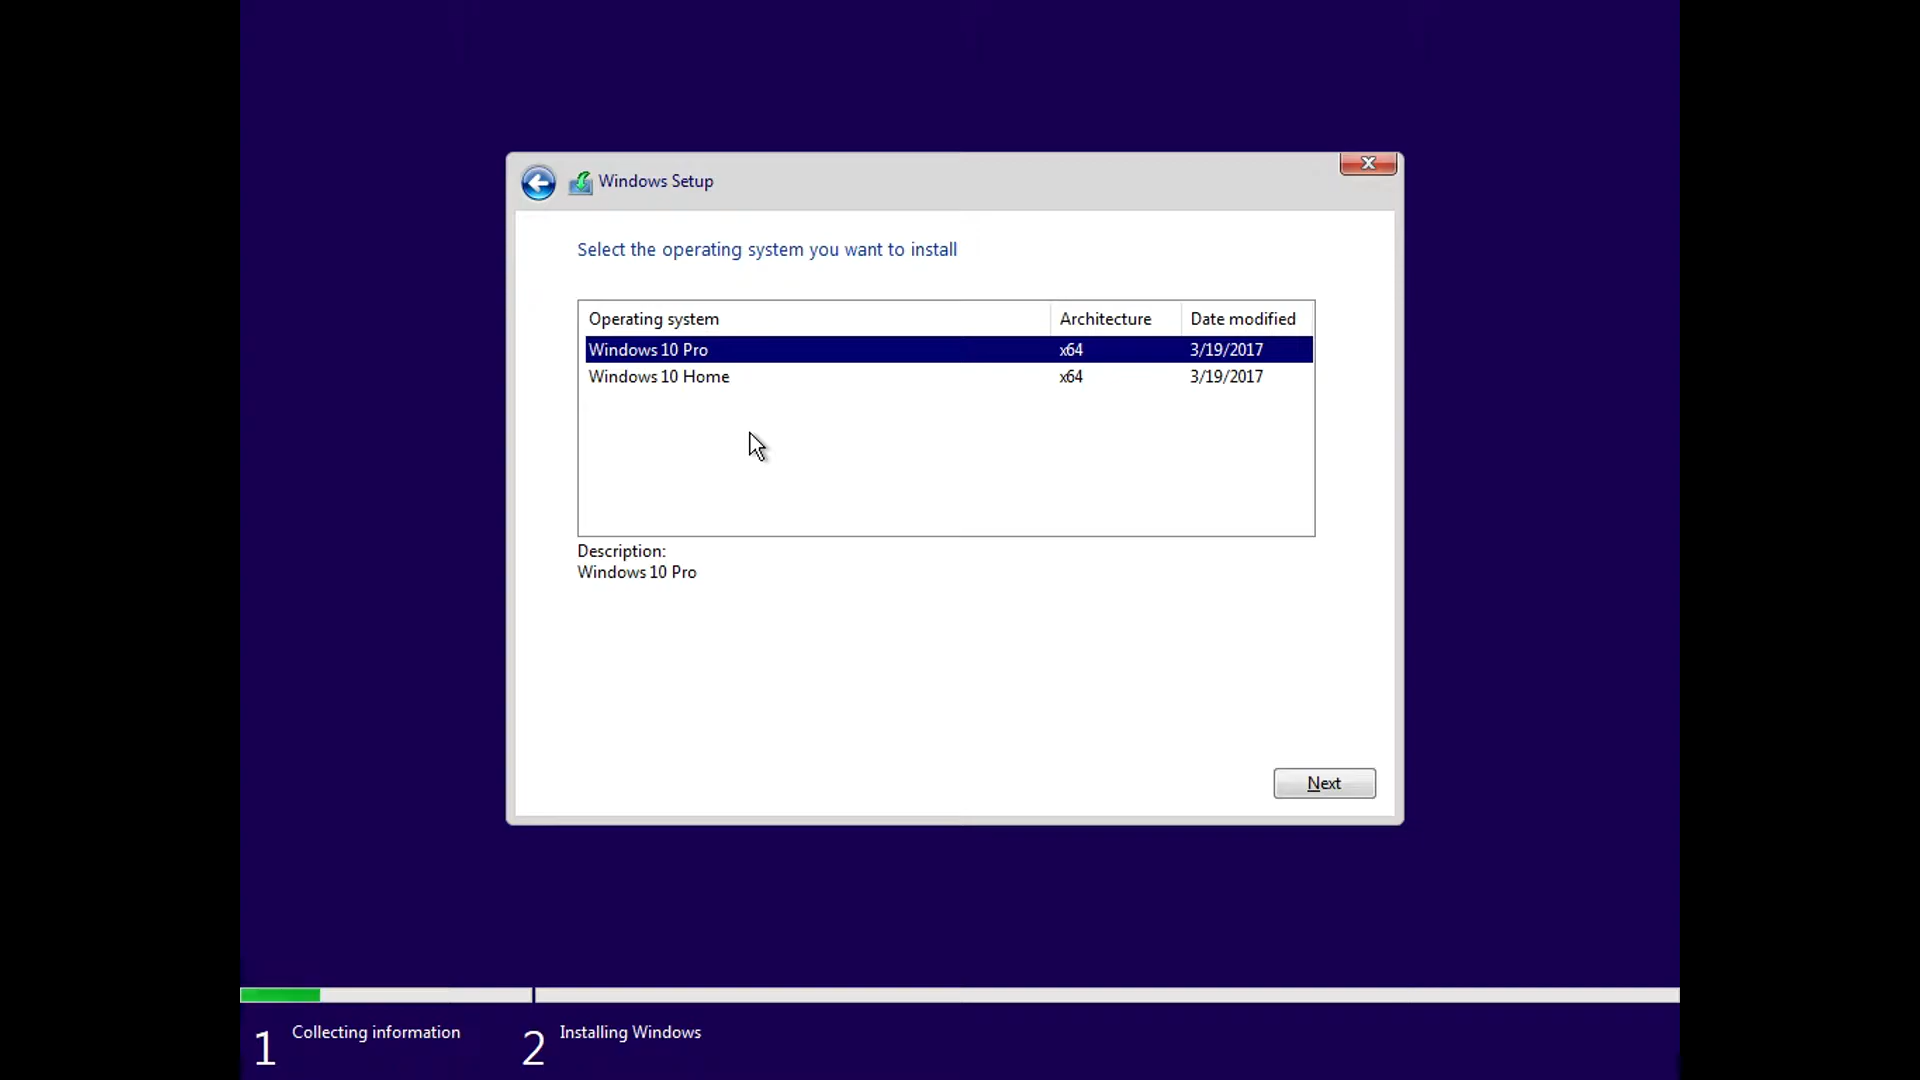 Windows Setup
Select the operating system you want to install
Operating system Architecture Date modified
Windows 10 Pro x64 3/19/2017
Windows 10 Home x64 3/19/2017
Description:
Windows 10 Pro
Next
1 Collecting information 2 Installing Windows